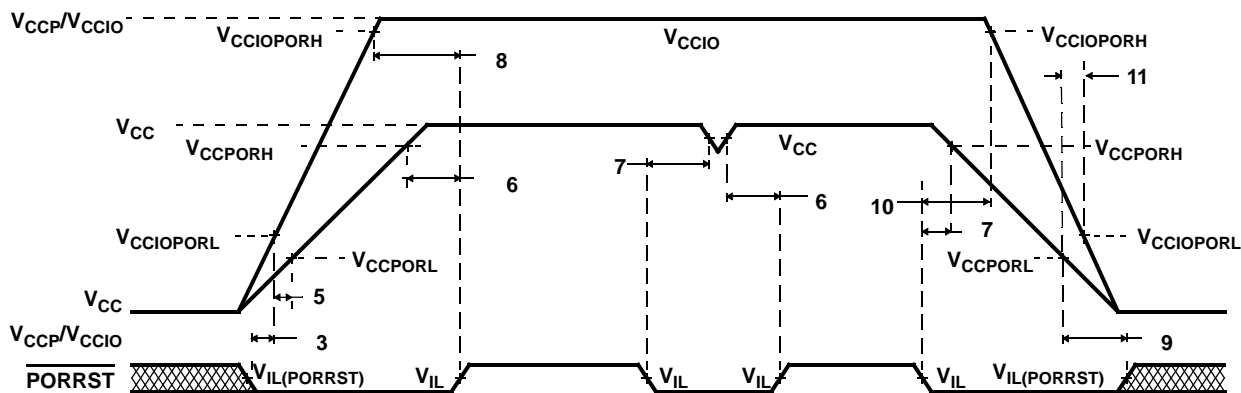 VCCP/VCCIO
VCCIOPORH
VCCIO
VCCIOPORH
8
11
VCC
VCCPORH
VCC
VCCPORH
6
7
6
10
7
VCCIOPORL
VCCPORL
VCCPORL
VCCIOPORL
VCC
5
VCCP/VCCIO
3
9
PORRST
VIL(PORRST)
VIL
VIL
VIL
VIL
VIL(PORRST)